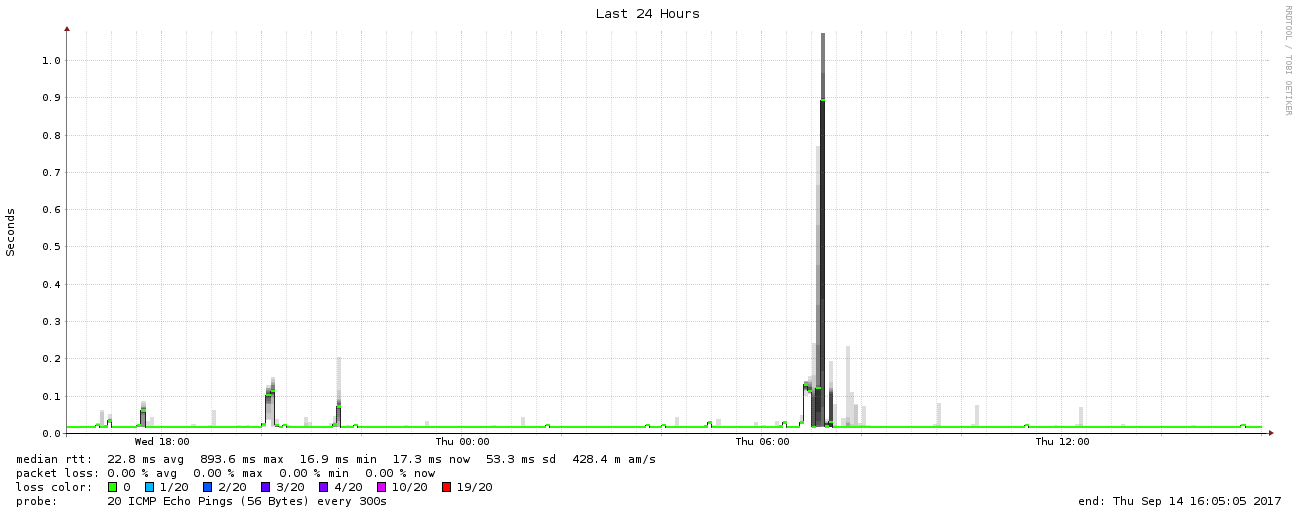 Last 24 Hours
RRDTOOL / TOBI OETIKER
Seconds
1.0
0.9
0.8
0.7
0.6
0.5
0.4
0.3
0.2
0.1
0.0
Wed 18:00 Thu 00:00 Thu 06:00 Thu 12:00
median rtt: 22.8 ms avg 893.6 ms max 16.9 ms min 17.3 ms now 53.3 ms sd 428.4 m am/s
packet loss: 0.00 % avg 0.00 % max 0.00 % min 0.00 % now
loss color: 0 1/20 2/20 3/20 4/20 10/20 19/20
probe: 20 ICMP Echo Pings (56 Bytes) every 300s end: Thu Sep 14 16:05:05 2017